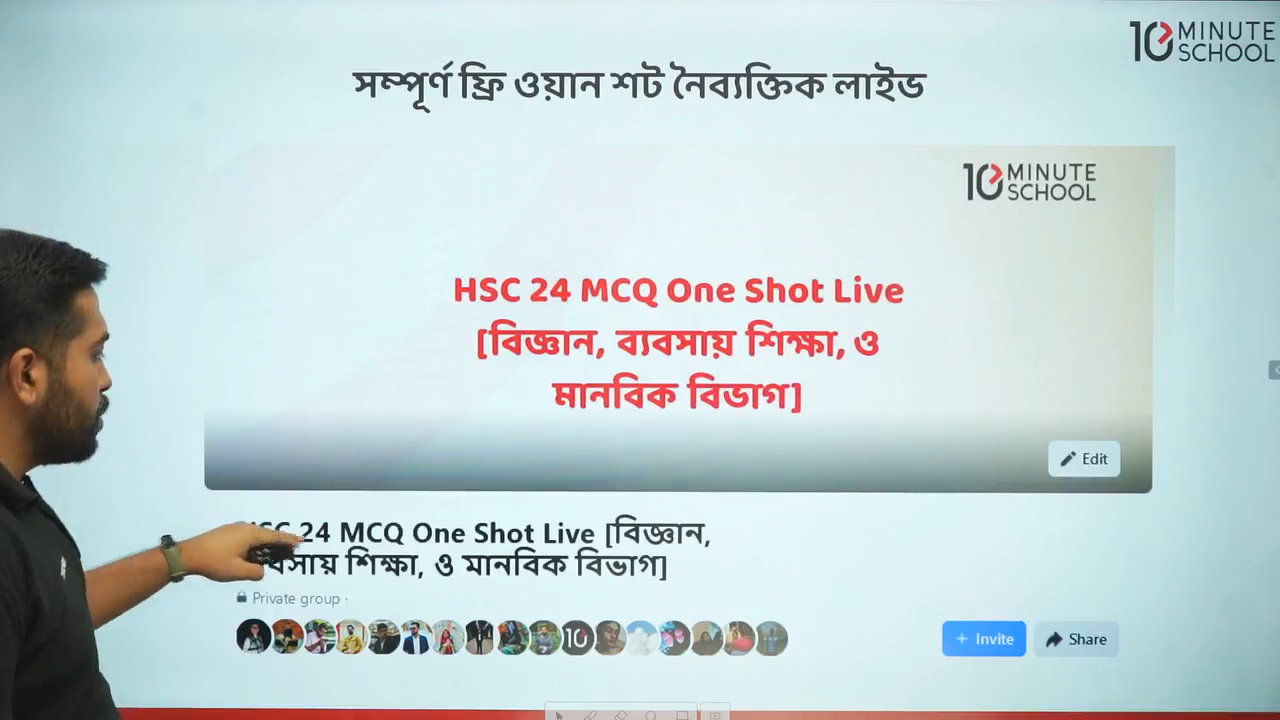 10 MINUTE
SCHOOL
সম্পূর্ণ ফ্রি ওয়ান শট নৈব্যক্তিক লাইভ
10 MINUTE
SCHOOL
HSC 24 MCQ One Shot Live
[বিজ্ঞান, ব্যবসায় শিক্ষা, ও
মানবিক বিভাগ]
Edit
24 MCQ One Shot Live [বিজ্ঞান,
শিক্ষা, ও মানবিক বিভাগ]
Private group ·
10
+ Invite
Share